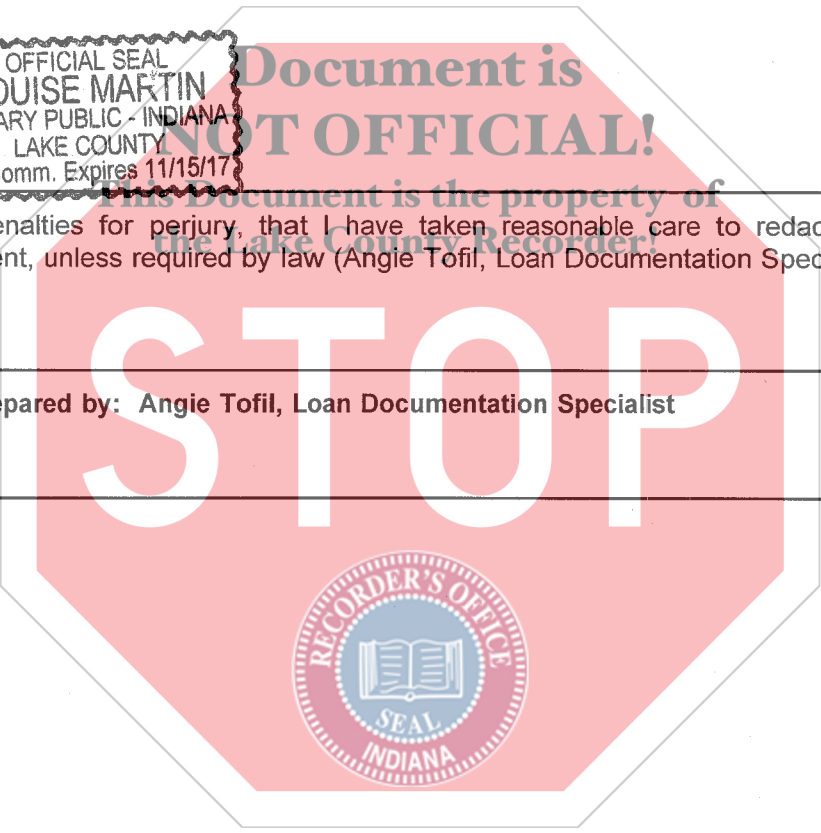 OFFICIAL SEAL
OUISE MARTIN
ARY PUBLIC - INDIANA
LAKE COUNTY
omm. Expires 11/15/17
Document is
NOT OFFICIAL!
This Document is the property of
the Lake County Recorder!
enalties for perjury, that I have taken reasonable care to redac
ent, unless required by law (Angie Tofil, Loan Documentation Spec
STOP
epared by: Angie Tofil, Loan Documentation Specialist
RECORDER'S OFFICE
SEAL
INDIANA